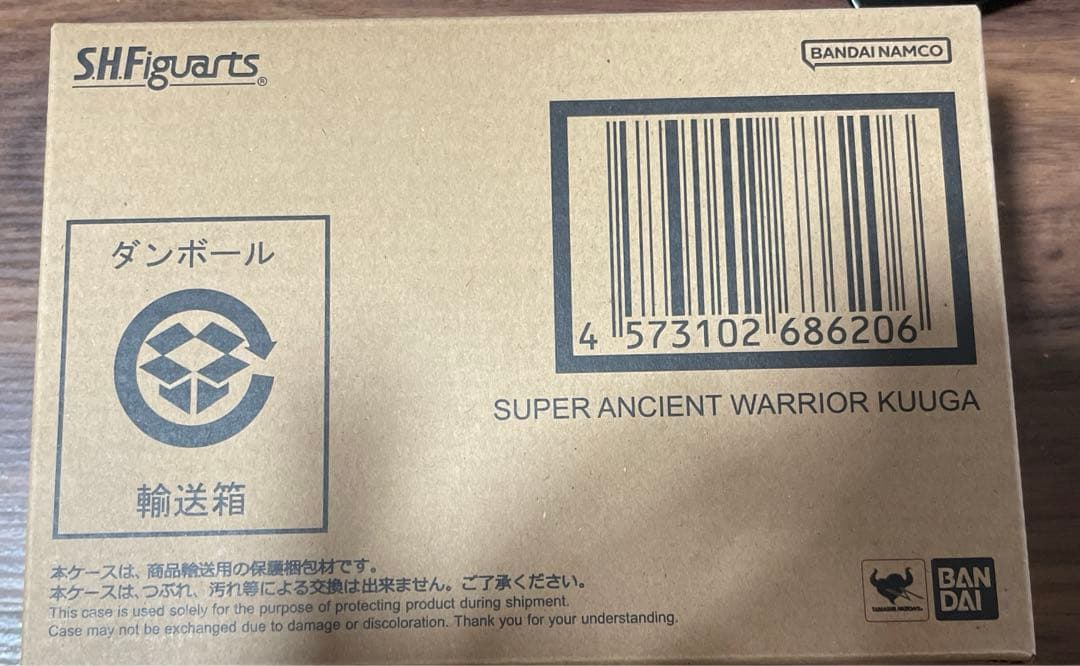 S.H.Figuarts®
BANDAI NAMCO
4 573102 686206
SUPER ANCIENT WARRIOR KUUGA
ダンボール
輸送箱
本ケースは、商品輸送用の保護梱包材です。
本ケースは、つぶれ、汚れ等による交換は出来ません。ご了承ください。
This case is used solely for the purpose of protecting product during shipment.
Case may not be exchanged due to damage or discoloration. Thank you for your understanding.
TAMASHII NATIONS
BAN
DAI